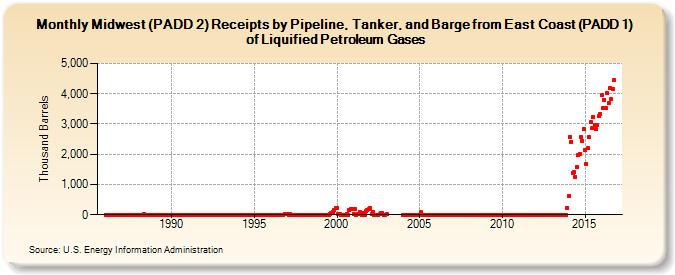 Monthly Midwest (PADD 2) Receipts by Pipeline, Tanker, and Barge from East Coast (PADD 1)
of Liquified Petroleum Gases
Thousand Barrels
5,000
4,000
3,000
2,000
1,000
0
1990 1995 2000 2005 2010 2015
Source: U.S. Energy Information Administration